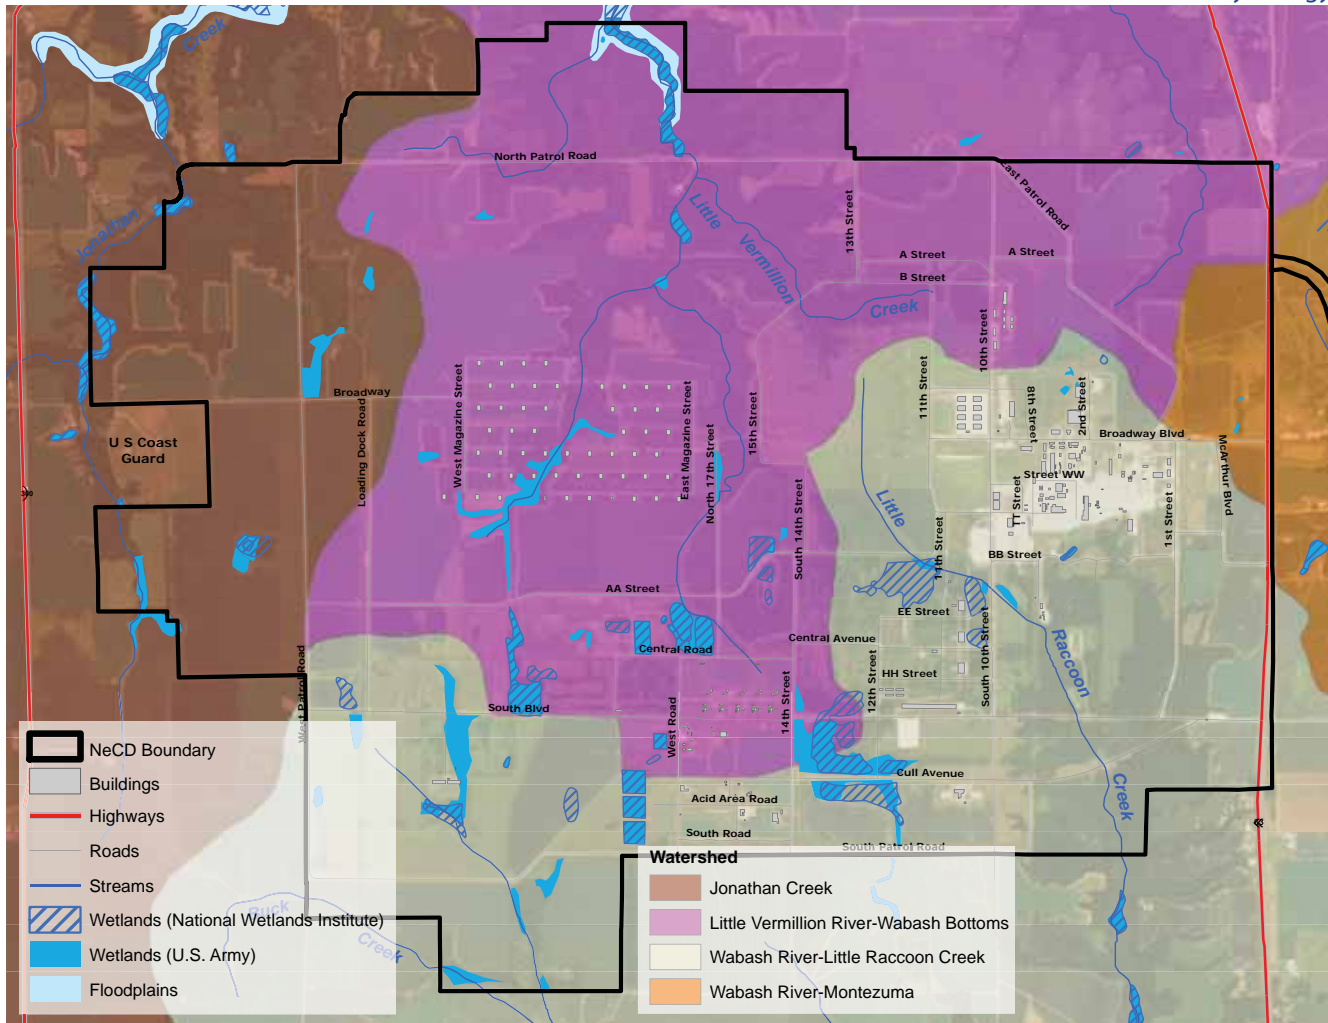 Creek
North Patrol Road
East Patrol Road
Jonathan
Little
Vermillion
Creek
13th Street
A Street
A Street
B Street
10th Street
11th Street
8th Street
2nd Street
Broadway
Loading Dock Road
West Magazine Street
East Magazine Street
North 17th Street
15th Street
Broadway Blvd
McArthur Blvd
U S Coast
Guard
Street WW
TT Street
1st Street
South 14th Street
Little
11th Street
BB Street
AA Street
EE Street
Central Avenue
Central Road
South 10th Street
Raccoon
HH Street
12th Street
West Patrol Road
South Blvd
West Road
14th Street
Cull Avenue
Creek
Acid Area Road
South Road
South Patrol Road
Buck
Creek
NeCD Boundary
Buildings
Highways
Roads
Streams
Wetlands (National Wetlands Institute)
Wetlands (U.S. Army)
Floodplains
Watershed
Jonathan Creek
Little Vermillion River-Wabash Bottoms
Wabash River-Little Raccoon Creek
Wabash River-Montezuma